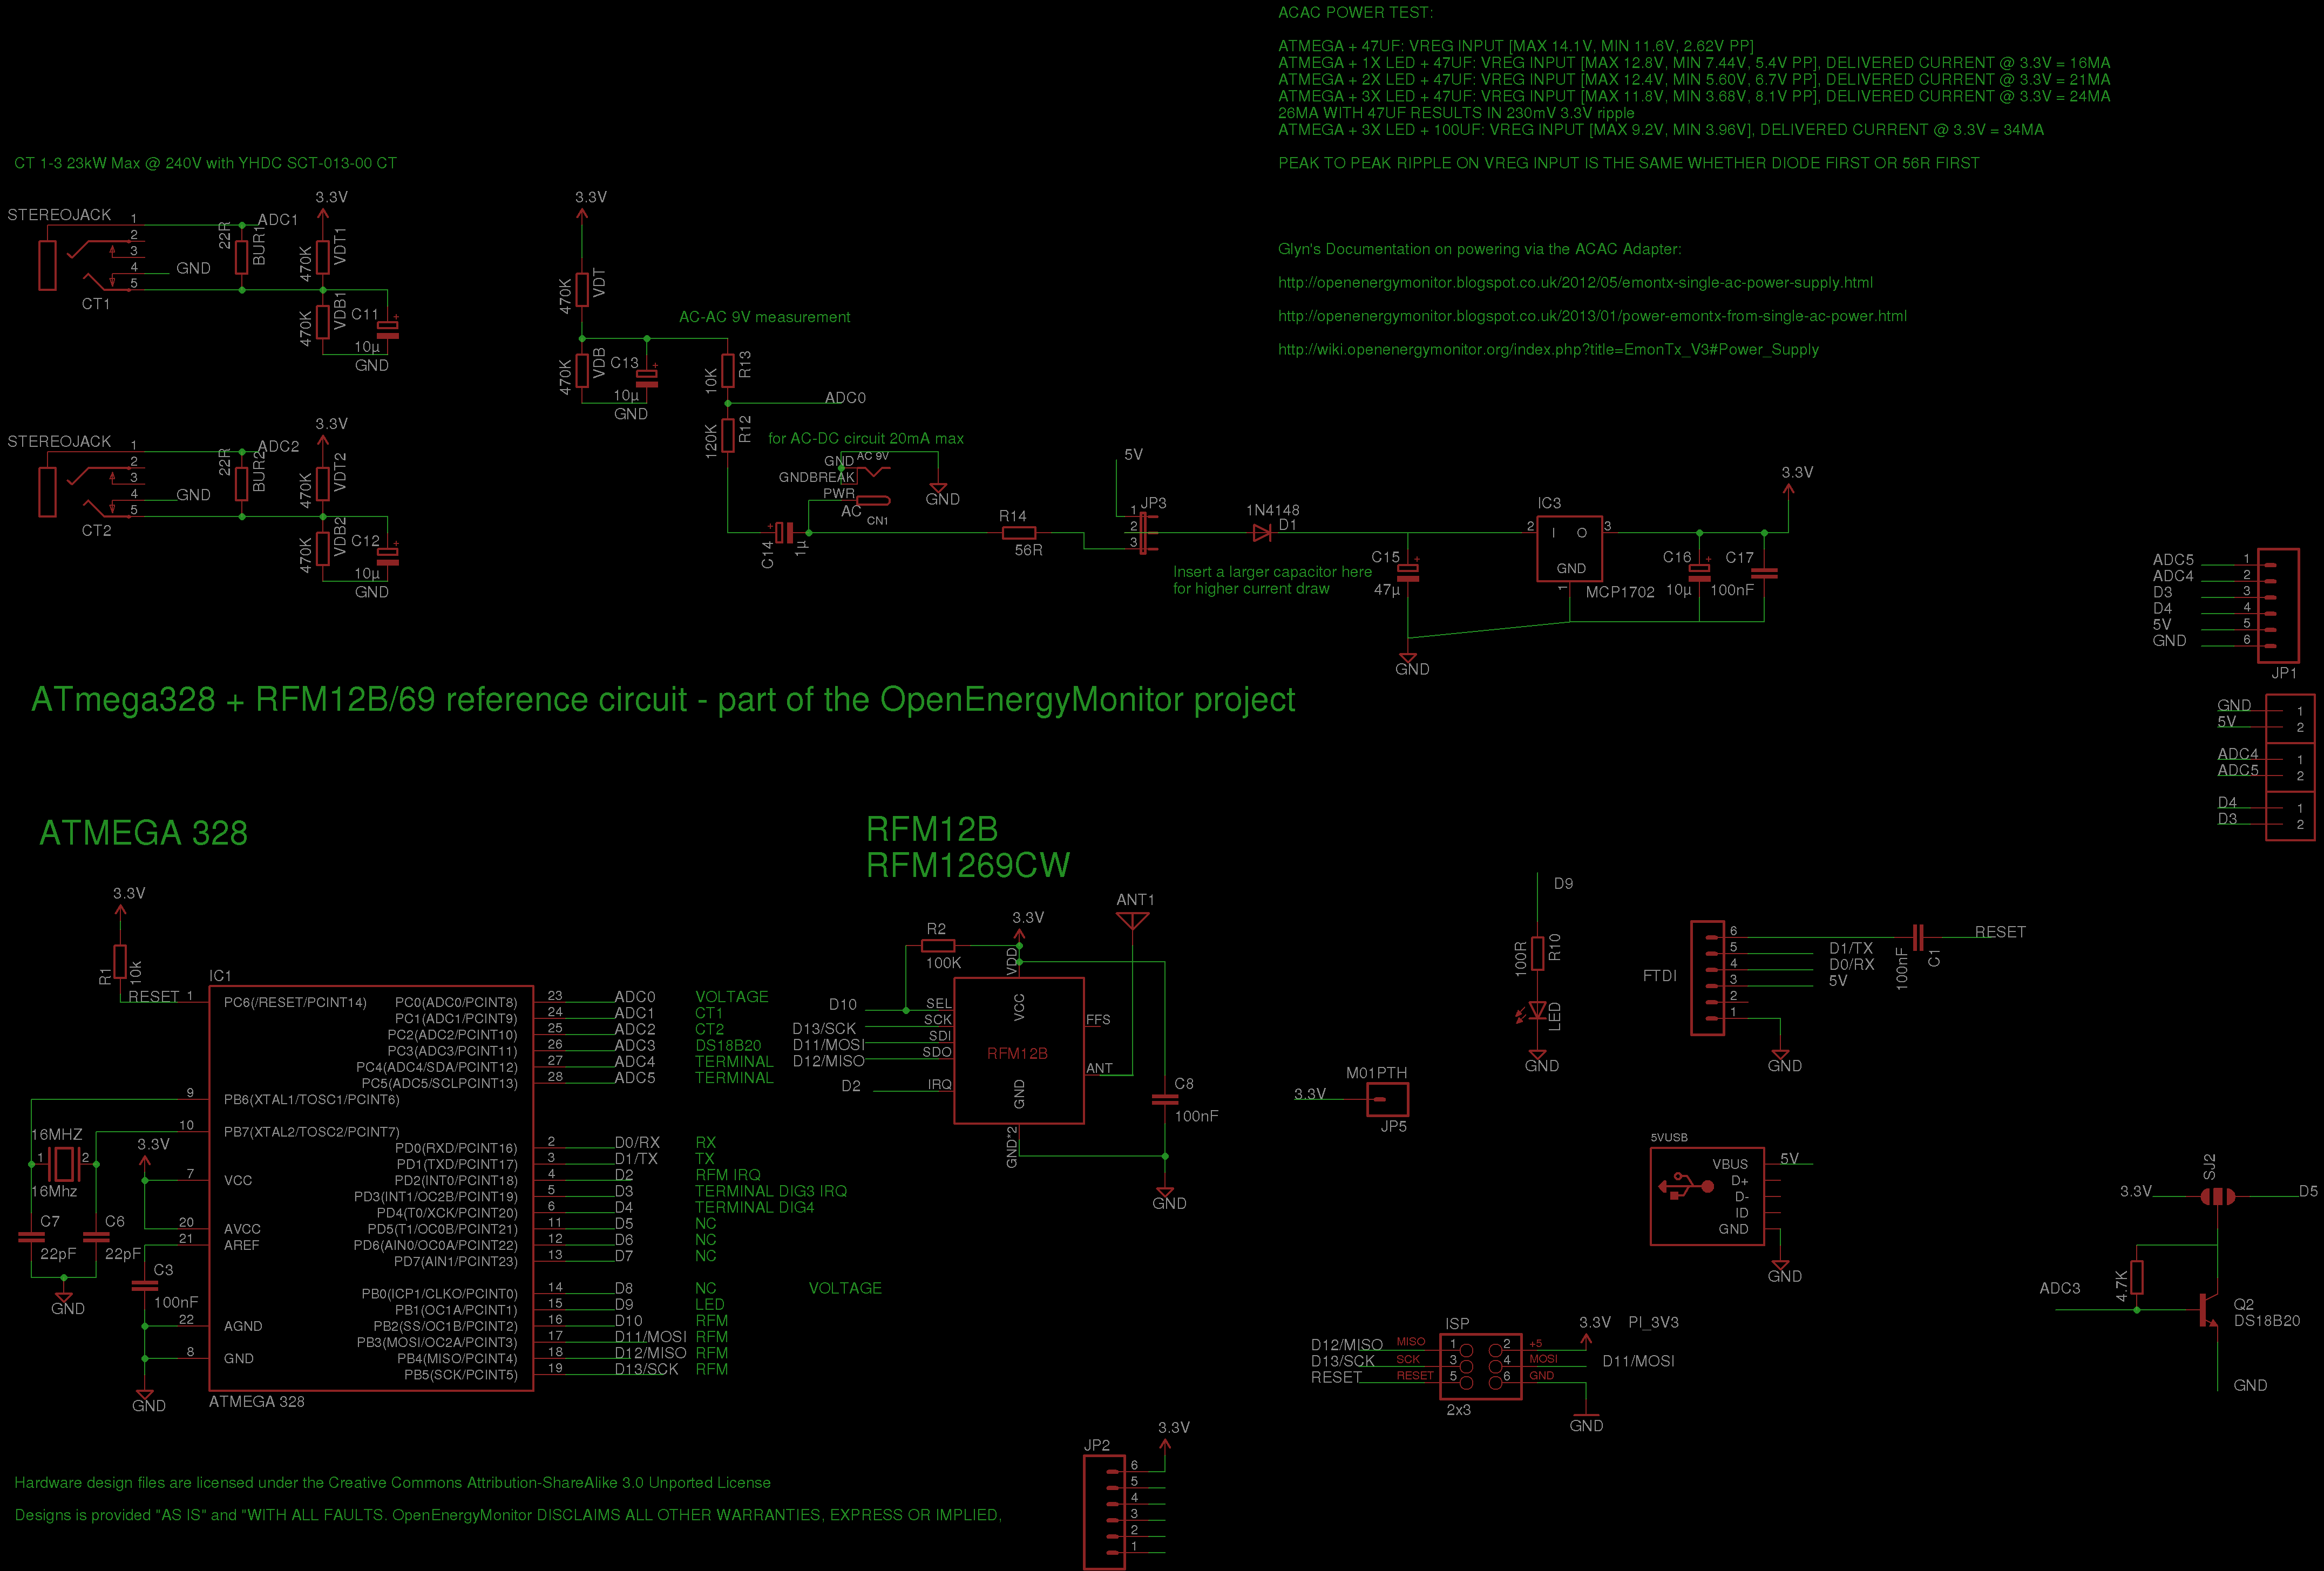 ACAC POWER TEST:
ATMEGA + 47UF: VREG INPUT [MAX 14.1V, MIN 11.6V, 2.62V PP]
ATMEGA + 1X LED + 47UF: VREG INPUT [MAX 12.8V, MIN 7.44V, 5.4V PP], DELIVERED CURRENT @ 3.3V = 16MA
ATMEGA + 2X LED + 47UF: VREG INPUT [MAX 12.4V, MIN 5.60V, 6.7V PP], DELIVERED CURRENT @ 3.3V = 21MA
ATMEGA + 3X LED + 47UF: VREG INPUT [MAX 11.8V, MIN 3.68V, 8.1V PP], DELIVERED CURRENT @ 3.3V = 24MA
26MA WITH 47UF RESULTS IN 230mV 3.3V ripple
ATMEGA + 3X LED + 100UF: VREG INPUT [MAX 9.2V, MIN 3.96V], DELIVERED CURRENT @ 3.3V = 34MA
PEAK TO PEAK RIPPLE ON VREG INPUT IS THE SAME WHETHER DIODE FIRST OR 56R FIRST
Glyn's Documentation on powering via the ACAC Adapter:
http://openenergymonitor.blogspot.co.uk/2012/05/emontx-single-ac-power-supply.html
http://openenergymonitor.blogspot.co.uk/2013/01/power-emontx-from-single-ac-power.html
http://wiki.openenergymonitor.org/index.php?title=EmonTx_V3#Power_Supply
CT 1-3 23kW Max @ 240V with YHDC SCT-013-00 CT
STEREOJACK
1
2
3
4
5
GND
CT1
22R
BUR1
ADC1
3.3V
470K
VDT1
470K
VDB1
C11
+
10µ
GND
STEREOJACK
1
2
3
4
5
GND
CT2
22R
BUR2
ADC2
3.3V
470K
VDT2
470K
VDB2
C12
+
10µ
GND
3.3V
470K
VDT
470K
VDB
C13
+
10µ
GND
AC-AC 9V measurement
10K
R13
ADC0
120K
R12
for AC-DC circuit 20mA max
GND
AC 9V
GNDBREAK
PWR
AC
CN1
GND
C14
+
1µ
R14
56R
5V
JP3
1
2
3
1N4148
D1
Insert a larger capacitor here
for higher current draw
C15
+
47µ
GND
IC3
2
I
O
3
GND
1
MCP1702
3.3V
C16
+
10µ
C17
100nF
ADC5 1
ADC4 2
D3 3
D4 4
5V 5
GND 6
JP1
GND 1
5V 2
ADC4 1
ADC5 2
D4 1
D3 2
ATmega328 + RFM12B/69 reference circuit - part of the OpenEnergyMonitor project
ATMEGA 328
3.3V
R1
10k
RESET
IC1
1 PC6(/RESET/PCINT14)
9 PB6(XTAL1/TOSC1/PCINT6)
10 PB7(XTAL2/TOSC2/PCINT7)
7 VCC
20 AVCC
21 AREF
22 AGND
8 GND
16MHZ
1
2
16Mhz
3.3V
C7
22pF
C6
22pF
GND
C3
100nF
GND
PC0(ADC0/PCINT8) 23 ADC0 VOLTAGE
PC1(ADC1/PCINT9) 24 ADC1 CT1
PC2(ADC2/PCINT10) 25 ADC2 CT2
PC3(ADC3/PCINT11) 26 ADC3 DS18B20
PC4(ADC4/SDA/PCINT12) 27 ADC4 TERMINAL
PC5(ADC5/SCLPCINT13) 28 ADC5 TERMINAL
PD0(RXD/PCINT16) 2 D0/RX RX
PD1(TXD/PCINT17) 3 D1/TX TX
PD2(INT0/PCINT18) 4 D2 RFM IRQ
PD3(INT1/OC2B/PCINT19) 5 D3 TERMINAL DIG3 IRQ
PD4(T0/XCK/PCINT20) 6 D4 TERMINAL DIG4
PD5(T1/OC0B/PCINT21) 11 D5 NC
PD6(AIN0/OC0A/PCINT22) 12 D6 NC
PD7(AIN1/PCINT23) 13 D7 NC
PB0(ICP1/CLKO/PCINT0) 14 D8 NC VOLTAGE
PB1(OC1A/PCINT1) 15 D9 LED
PB2(SS/OC1B/PCINT2) 16 D10 RFM
PB3(MOSI/OC2A/PCINT3) 17 D11/MOSI RFM
PB4(MISO/PCINT4) 18 D12/MISO RFM
PB5(SCK/PCINT5) 19 D13/SCK RFM
ATMEGA 328
RFM12B
RFM1269CW
R2
100K
3.3V
VDD
ANT1
D10 SEL
D13/SCK SCK
D11/MOSI SDI
D12/MISO SDO
D2 IRQ
VCC
RFM12B
GND
GND*2
FFS
ANT
C8
100nF
GND
D9
100R
R10
LED
GND
FTDI
6
5 D1/TX
4 D0/RX
3 5V
2
1
100nF
C1
RESET
GND
3.3V
M01PTH
JP5
5VUSB
VBUS 5V
D+
D-
ID
GND
GND
SJ2
3.3V
D5
4.7K
ADC3
Q2
DS18B20
GND
ISP
D12/MISO MISO 1 2 +5
D13/SCK SCK 3 4 MOSI D11/MOSI
RESET RESET 5 6 GND
3.3V PI_3V3
2x3
GND
JP2
3.3V
6
5
4
3
2
1
Hardware design files are licensed under the Creative Commons Attribution-ShareAlike 3.0 Unported License
Designs is provided "AS IS" and "WITH ALL FAULTS. OpenEnergyMonitor DISCLAIMS ALL OTHER WARRANTIES, EXPRESS OR IMPLIED,